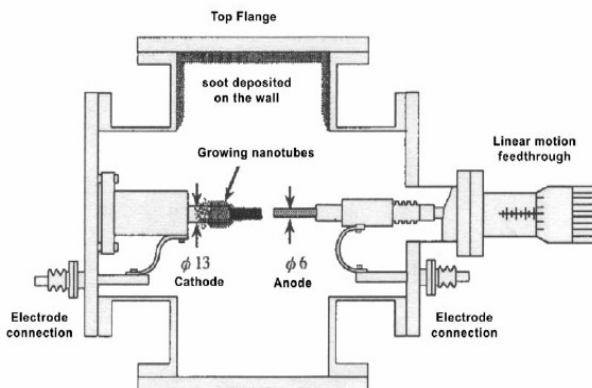 Top Flange
soot deposited
on the wall
Growing nanotubes
Linear motion
feedthrough
ϕ 13
Cathode
ϕ 6
Anode
Electrode
connection
Electrode
connection